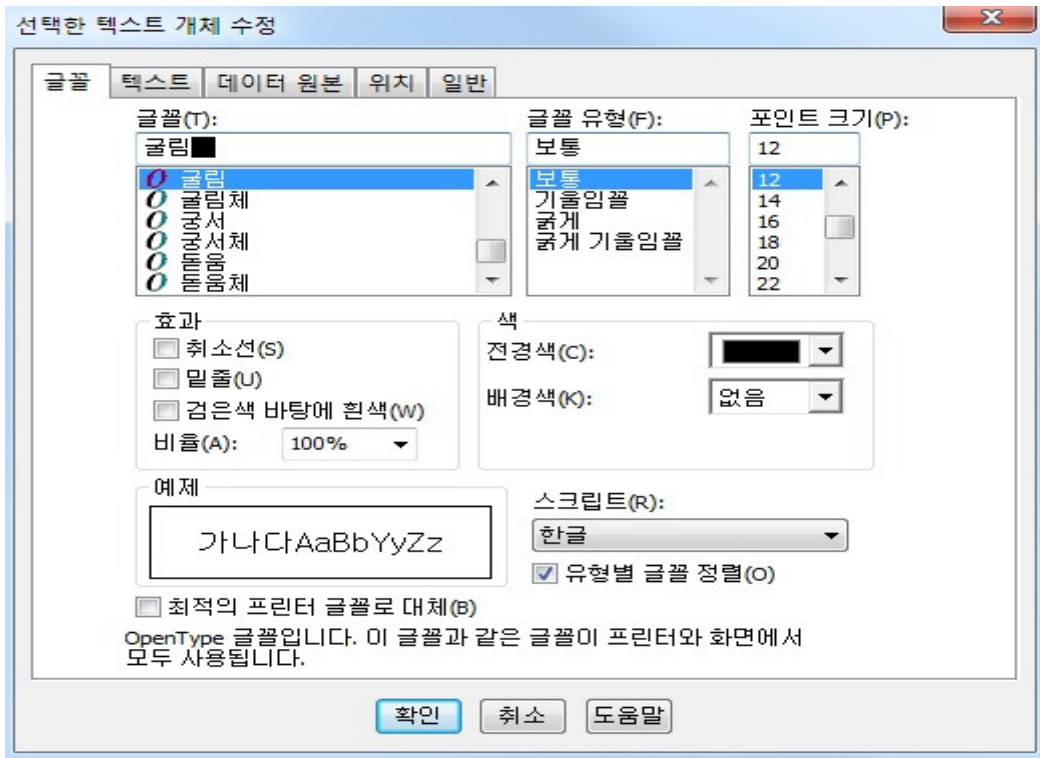 선택한 텍스트 개체 수정
글꼴 텍스트 데이터 원본 위치 일반
글꼴(T): 글꼴 유형(F): 포인트 크기(P):
굴림 보통 12
굴림 보통 12
굴림체 기울임꼴 14
궁서 굵게 16
궁서체 굵게 기울임꼴 18
돋움 20
돋움체 22
효과 색
취소선(S) 전경색(C):
밑줄(U)
배경색(K): 없음
검은색 바탕에 흰색(W)
비율(A): 100%
예제
스크립트(R):
가나다AaBbYyZz 한글
유형별 글꼴 정렬(O)
최적의 프린터 글꼴로 대체(B)
OpenType 글꼴입니다. 이 글꼴과 같은 글꼴이 프린터와 화면에서
모두 사용됩니다.
확인 취소 도움말